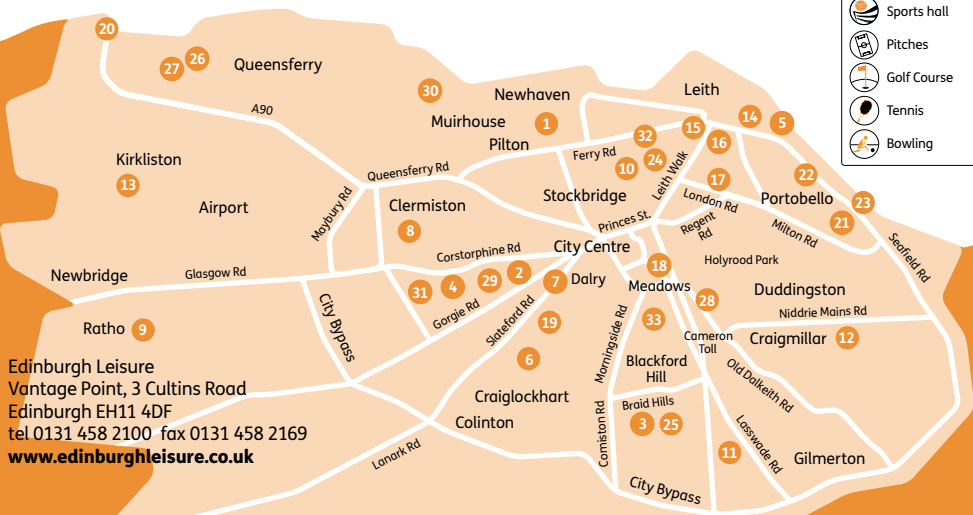 Sports hall
Pitches
Golf Course
Tennis
Bowling
20
26
27
Queensferry
A90
30
Newhaven
Leith
Muirhouse
1
Pilton
14
5
15
32
16
Kirkliston
13
Queensferry Rd
Ferry Rd
10
24
Leith Walk
17
22
Airport
Maybury Rd
Clermiston
8
Stockbridge
London Rd
Portobello
23
21
Princes St.
Regent
Rd
Milton Rd
Seafield Rd
Corstorphine Rd
City Centre
Holyrood Park
Newbridge
Glasgow Rd
31
4
29
2
7
Dalry
18
Meadows
28
Duddingston
Gorgie Rd
City Bypass
Slateford Rd
19
33
Morningside Rd
Niddrie Mains Rd
Ratho
9
Cameron
Toll
Craigmillar
12
6
Blackford
Hill
Old Dalkeith Rd
Edinburgh Leisure
Vantage Point, 3 Cultins Road
Edinburgh EH11 4DF
tel 0131 458 2100 fax 0131 458 2169
www.edinburghleisure.co.uk
Craiglockhart
Colinton
Lanark Rd
Comiston Rd
Braid Hills
3
25
11
Lasswade Rd
Gilmerton
City Bypass